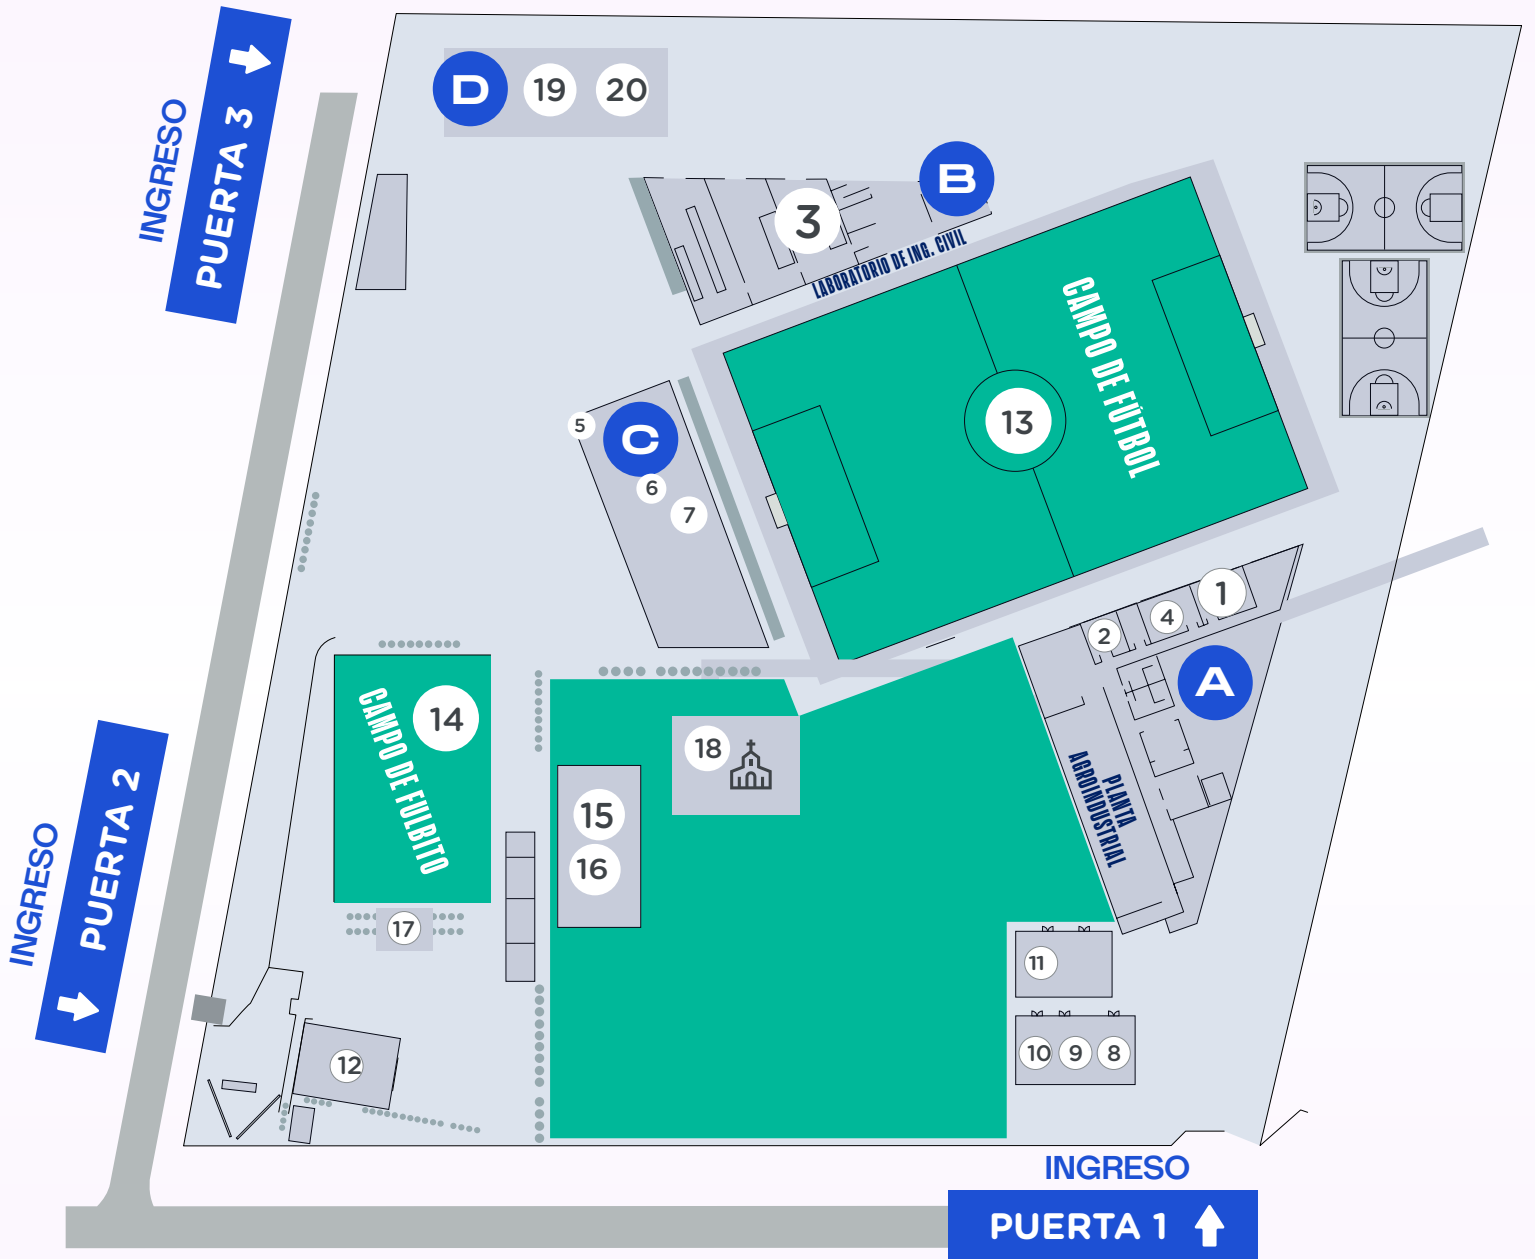 INGRESO
PUERTA 3
D
19
20
B
3
LABORATORIO DE ING. CIVIL
CAMPO DE FÚTBOL
13
5
C
6
7
1
4
2
A
PLANTA
AGROINDUSTRIAL
14
CAMPO DE FULBITO
18
15
16
17
INGRESO
PUERTA 2
11
10
9
8
12
INGRESO
PUERTA 1